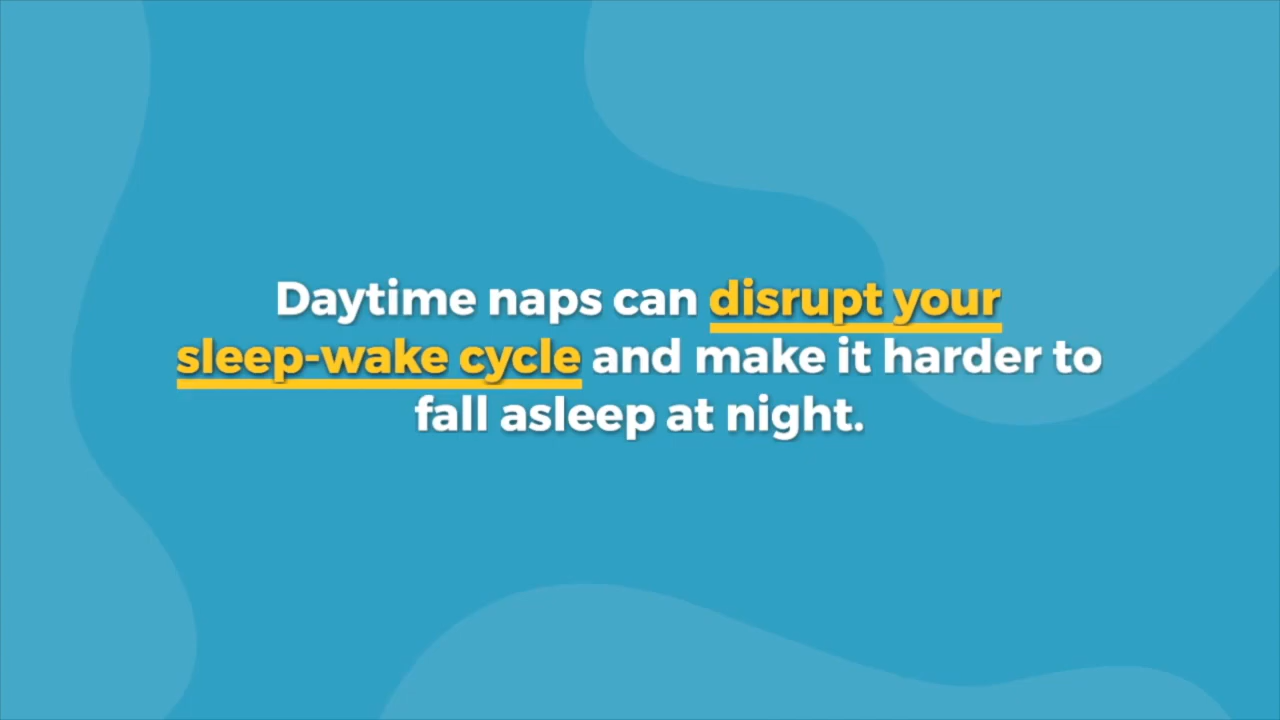 Daytime naps can disrupt your
sleep-wake cycle and make it harder to
fall asleep at night.